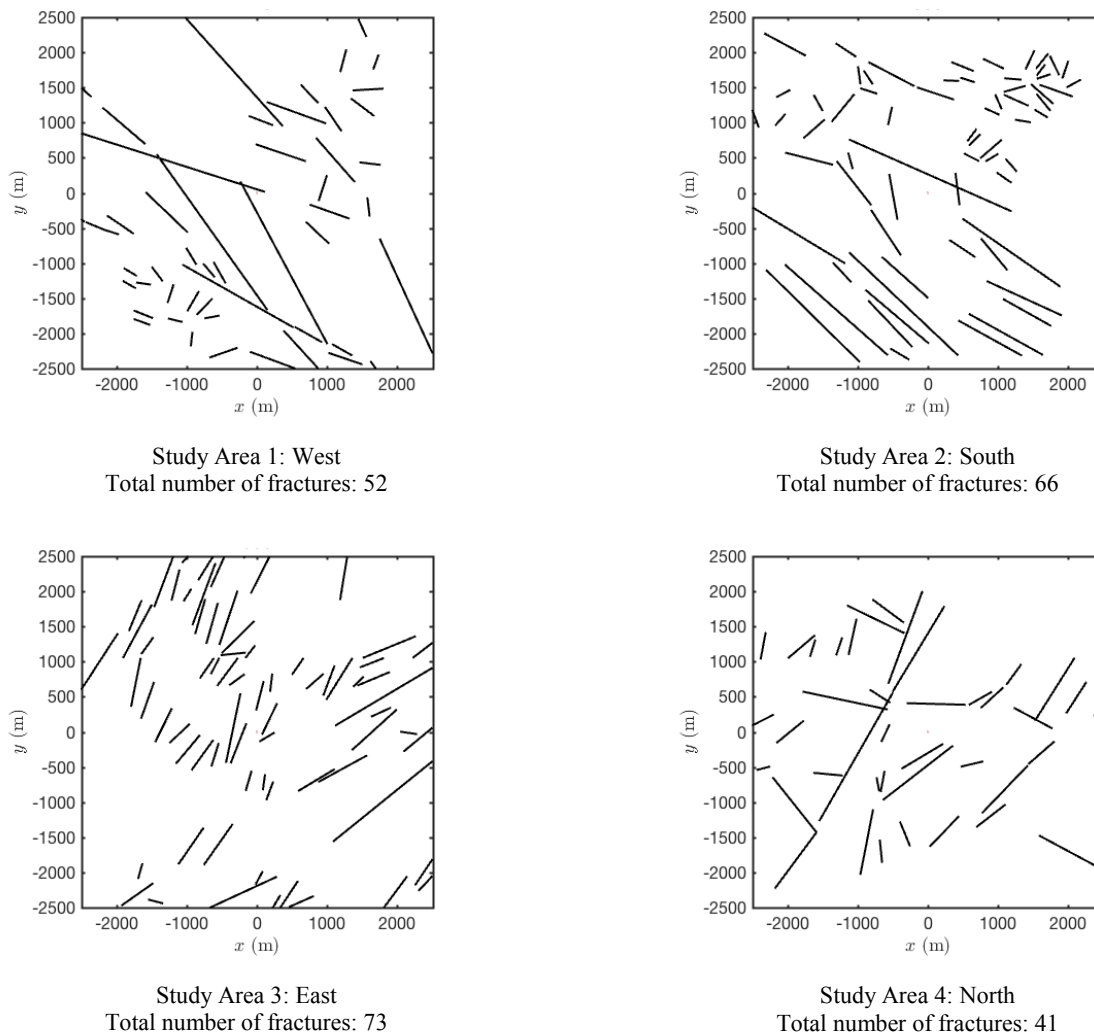 2500
2000
1500
1000
500
0
-500
-1000
-1500
-2000
-2500
y (m)
-2000 -1000 0 1000 2000
x (m)
Study Area 1: West
Total number of fractures: 52
2500
2000
1500
1000
500
0
-500
-1000
-1500
-2000
-2500
y (m)
-2000 -1000 0 1000 2000
x (m)
Study Area 2: South
Total number of fractures: 66
2500
2000
1500
1000
500
0
-500
-1000
-1500
-2000
-2500
y (m)
-2000 -1000 0 1000 2000
x (m)
Study Area 3: East
Total number of fractures: 73
2500
2000
1500
1000
500
0
-500
-1000
-1500
-2000
-2500
y (m)
-2000 -1000 0 1000 2000
x (m)
Study Area 4: North
Total number of fractures: 41